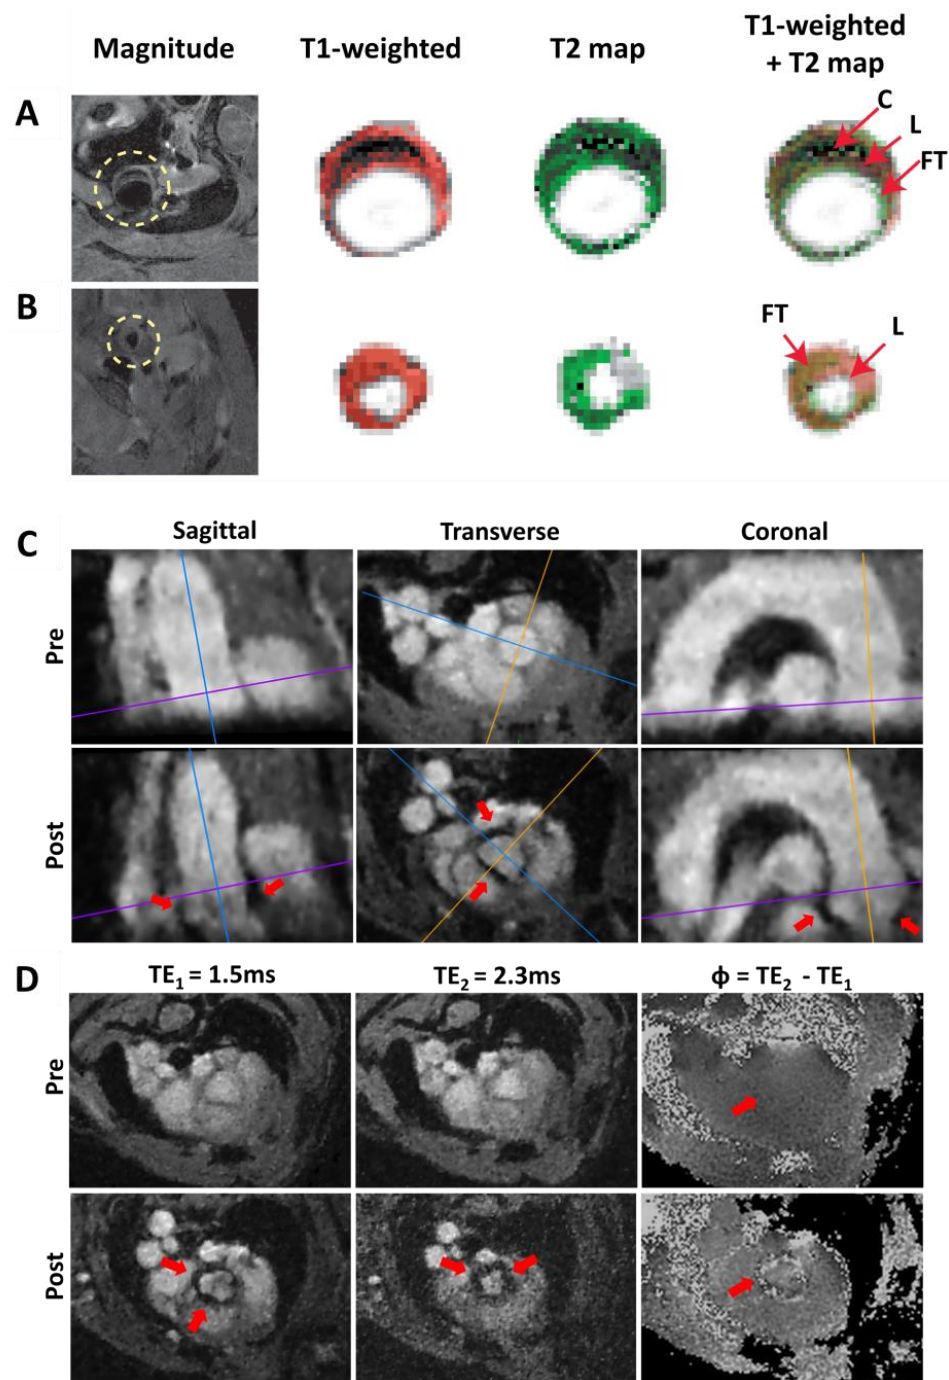 Magnitude
T1-weighted
T2 map
T1-weighted
+ T2 map
A
C
L
FT
B
FT
L
C
Sagittal
Transverse
Coronal
Pre
Post
D
TE₁ = 1.5ms
TE₂ = 2.3ms
ϕ = TE₂ - TE₁
Pre
Post